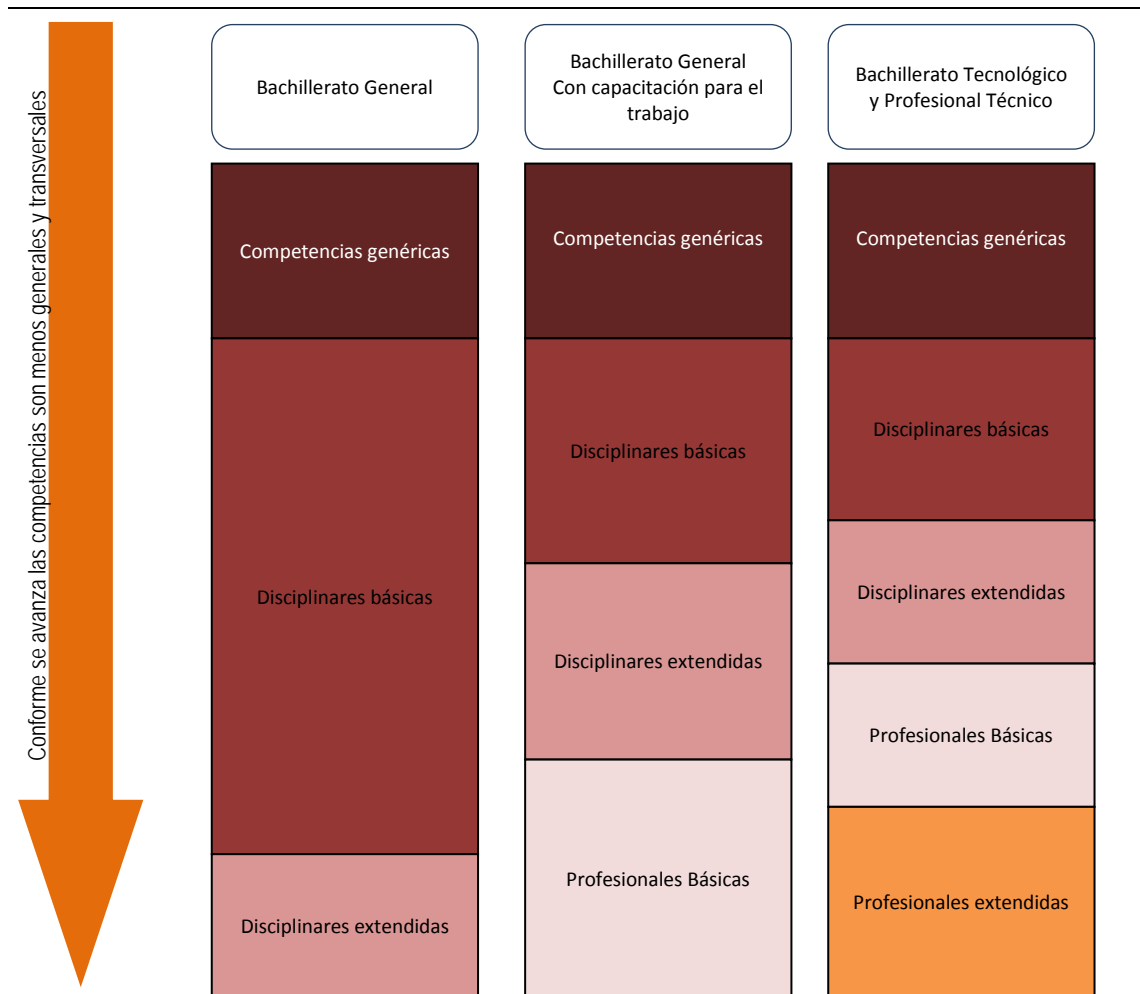 Conforme se avanza las competencias son menos generales y transversales
Bachillerato General
Bachillerato General
Con capacitación para el
trabajo
Bachillerato Tecnológico
y Profesional Técnico
Competencias genéricas
Competencias genéricas
Competencias genéricas
Disciplinares básicas
Disciplinares básicas
Disciplinares básicas
Disciplinares extendidas
Disciplinares extendidas
Disciplinares extendidas
Profesionales Básicas
Profesionales Básicas
Profesionales extendidas